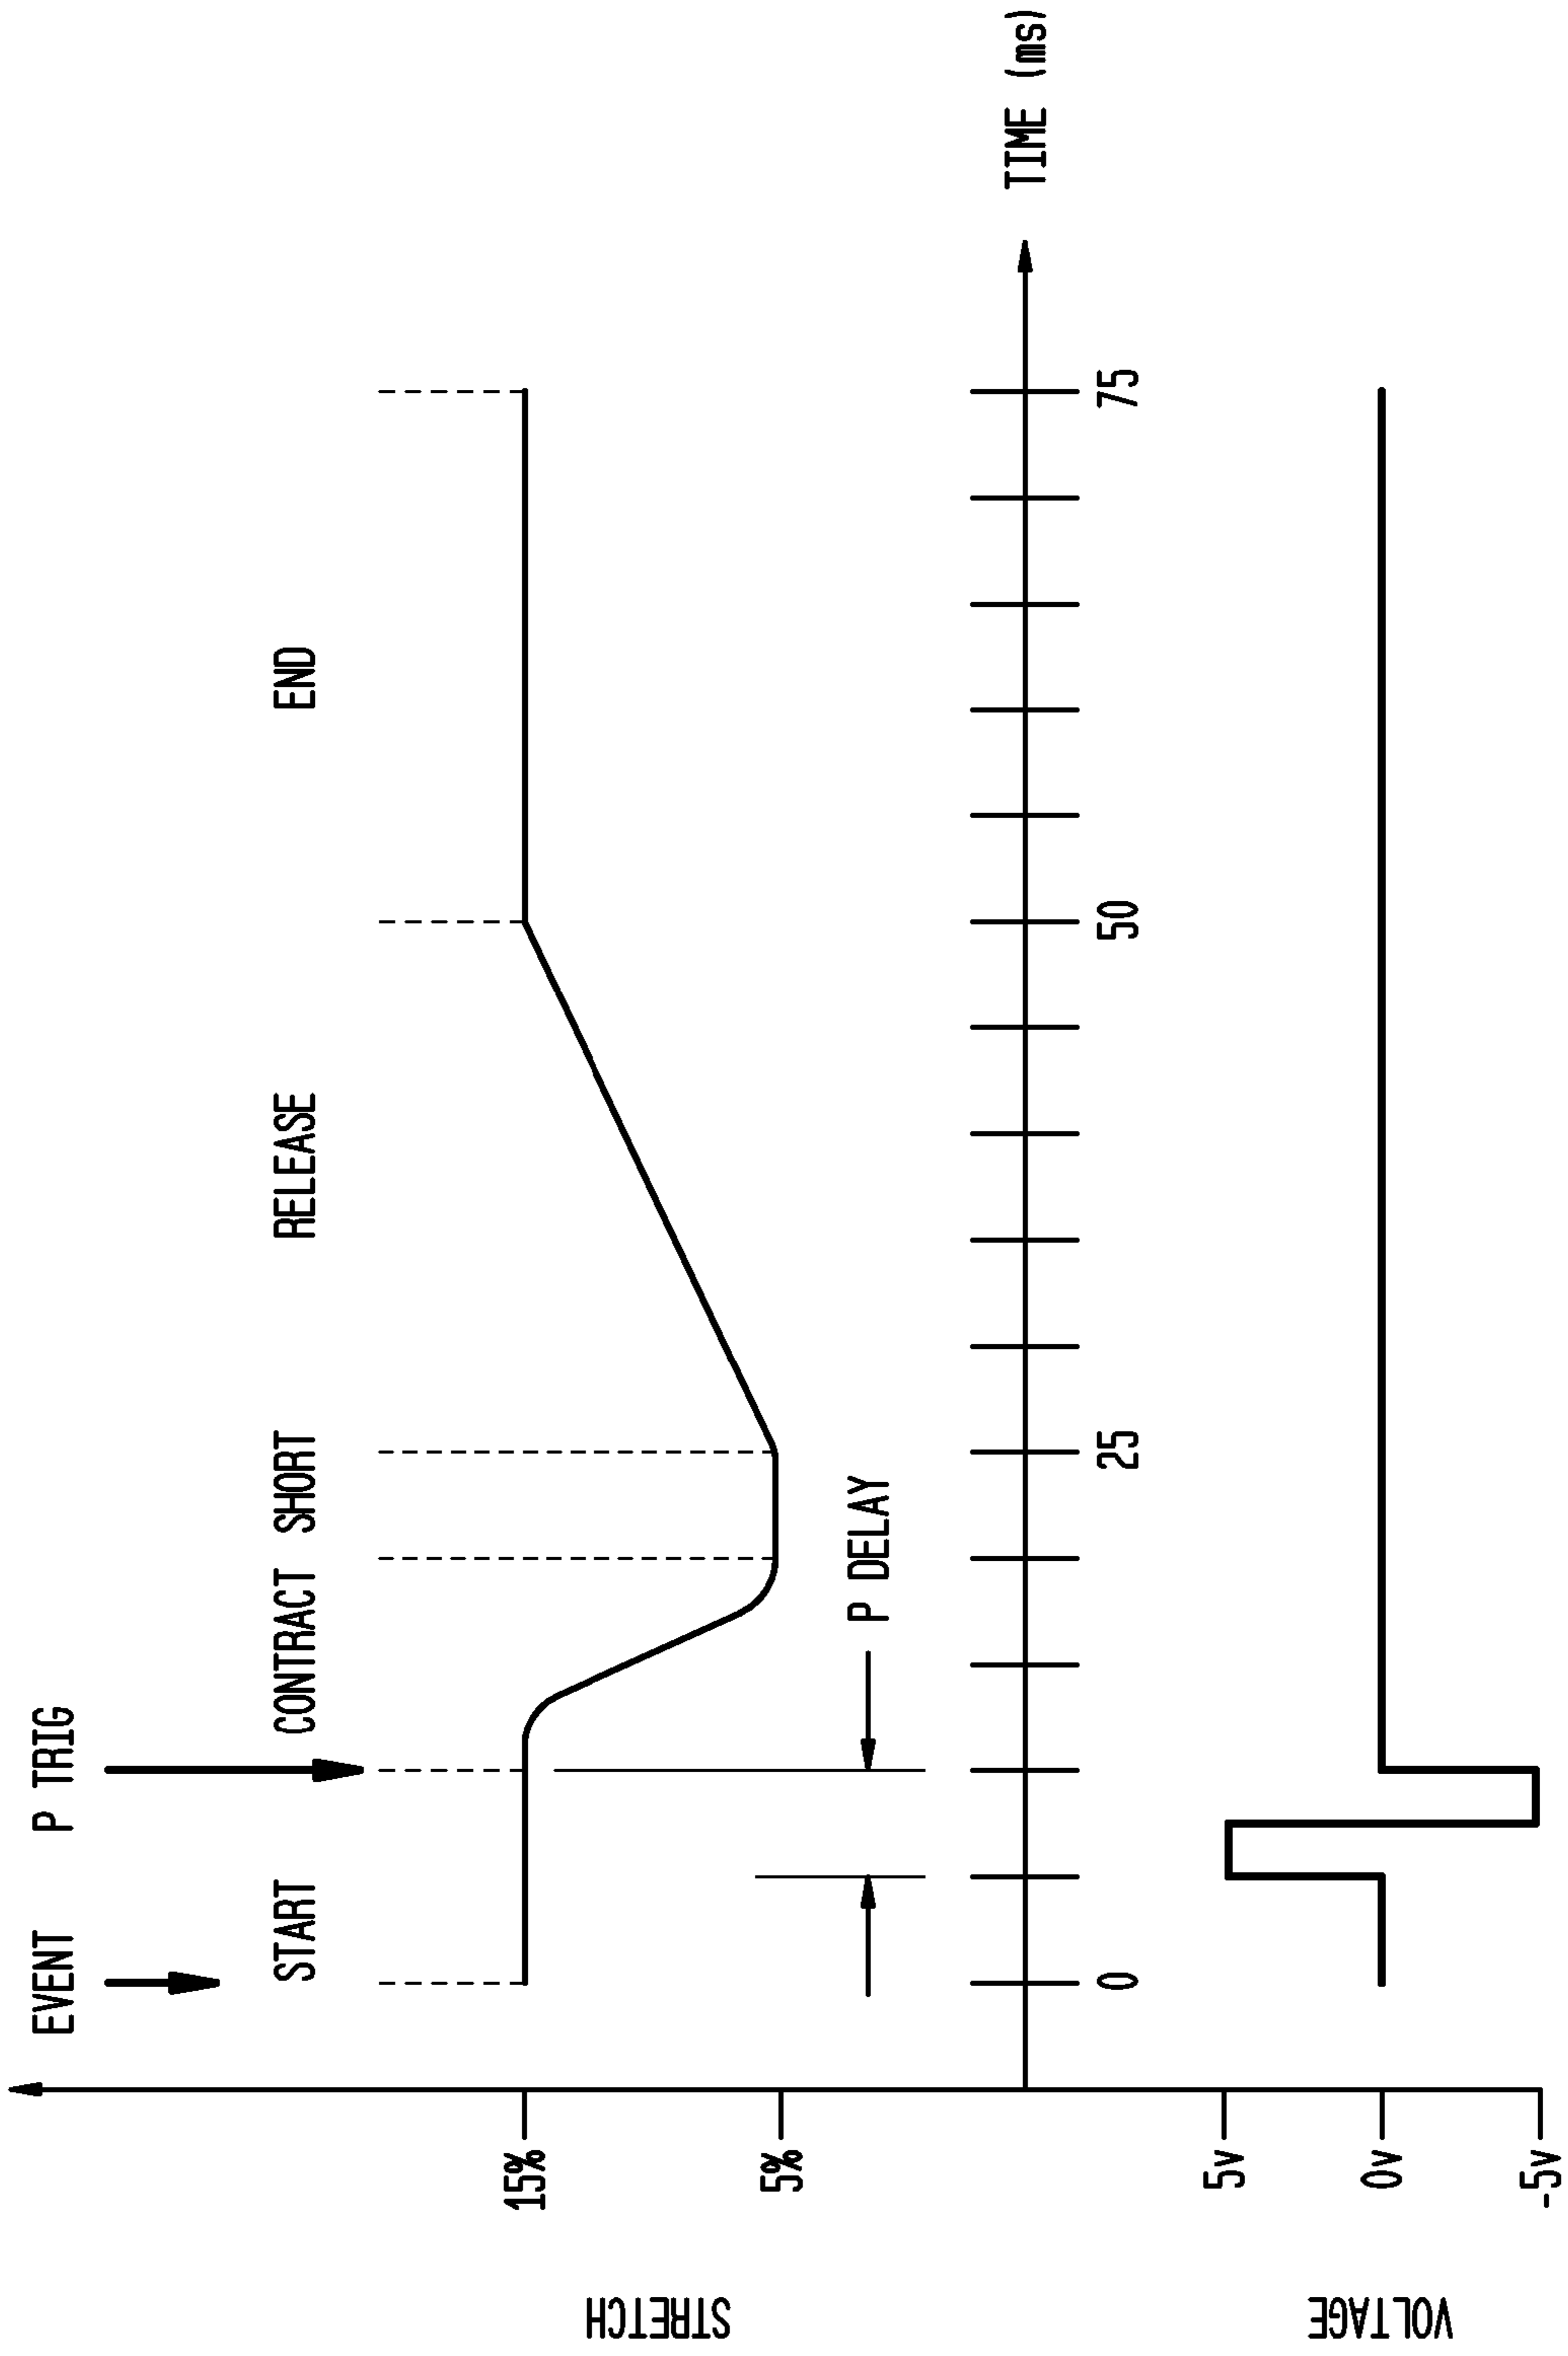 EVENT P TRIG
START CONTRACT SHORT RELEASE END
15%
STRETCH
5%
P DELAY
TIME (ms)
0 25 50 75
5v
VOLTAGE
0v
-5v